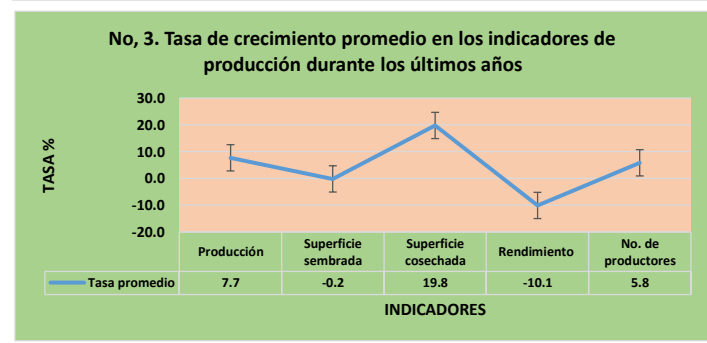 No, 3. Tasa de crecimiento promedio en los indicadores de
producción durante los últimos años
TASA %
30.0
20.0
10.0
0.0
-10.0
-20.0
Producción
Superficie
sembrada
Superficie
cosechada
Rendimiento
No. de
productores
Tasa promedio 7.7 -0.2 19.8 -10.1 5.8
INDICADORES